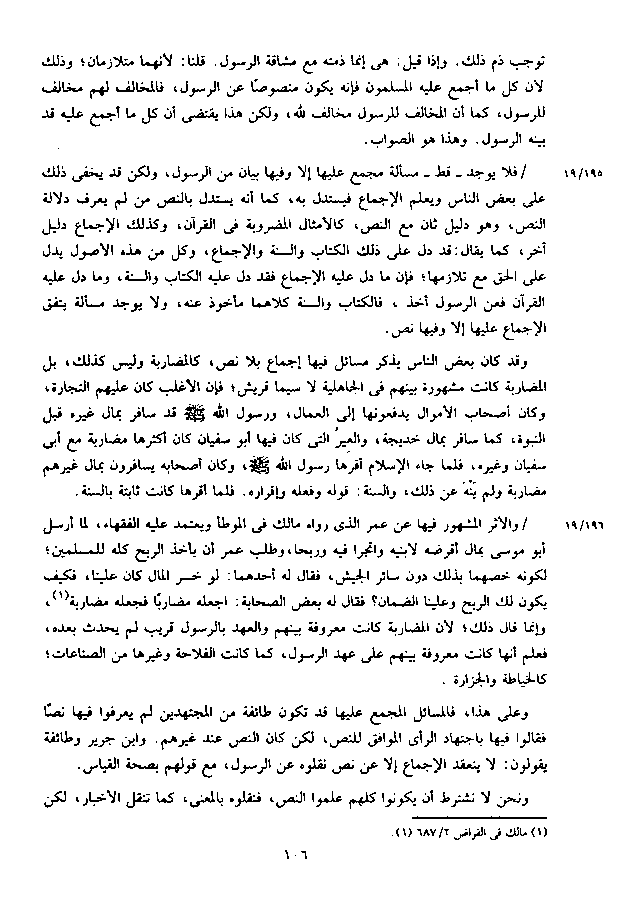 توجب ذم ذلك. وإذا قيل: هى إنما ذمته مع مشاقة الرسول. قلنا: لأنهما متلازمان؛ وذلك
لأن كل ما أجمع عليه المسلمون فإنه يكون منصوصًا عن الرسول، فالمخالف لهم مخالف
للرسول، كما أن المخالف للرسول مخالف لله، ولكن هذا يقتضى أن كل ما أجمع عليه قد
بينه الرسول. وهذا هو الصواب.
١٩/١٩٥ / فلا يوجد - قط - مسألة مجمع عليها إلا وفيها بيان من الرسول، ولكن قد يخفى ذلك
على بعض الناس ويعلم الإجماع فيستدل به، كما أنه يستدل بالنص من لم يعرف دلالة
النص، وهو دليل ثان مع النص، كالأمثال المضروبة فى القرآن، وكذلك الإجماع دليل
آخر، كما يقال: قد دل على ذلك الكتاب والسنة والإجماع، وكل من هذه الأصول يدل
على الحق مع تلازمها؛ فإن ما دل عليه الإجماع فقد دل عليه الكتاب والسنة، وما دل عليه
القرآن فعن الرسول أخذ ، فالكتاب والسنة كلاهما مأخوذ عنه، ولا يوجد مسألة يتفق
الإجماع عليها إلا وفيها نص.
وقد كان بعض الناس يذكر مسائل فيها إجماع بلا نص، كالمضاربة وليس كذلك، بل
المضاربة كانت مشهورة بينهم فى الجاهلية لا سيما قريش؛ فإن الأغلب كان عليهم التجارة،
وكان أصحاب الأموال يدفعونها إلى العمال، ورسول الله ﷺ قد سافر بمال غيره قبل
النبوة، كما سافر بمال خديجة، والعِيرُ التى كان فيها أبو سفيان كان أكثرها مضاربة مع أبى
سفيان وغيره، فلما جاء الإسلام أقرها رسول الله ﷺ، وكان أصحابه يسافرون بمال غيرهم
مضاربة ولم يَنْهَ عن ذلك، والسنة: قوله وفعله وإقراره. فلما أقرها كانت ثابتة بالسنة.
١٩/١٩٦ / والأثر المشهور فيها عن عمر الذى رواه مالك فى الموطأ ويعتمد عليه الفقهاء، لما أرسل
أبو موسى بمال أقرضه لابنيه واتجرا فيه وربحا، وطلب عمر أن يأخذ الربح كله للمسلمين؛
لكونه خصهما بذلك دون سائر الجيش، فقال له أحدهما: لو خسر المال كان علينا، فكيف
يكون لك الربح وعلينا الضمان؟ فقال له بعض الصحابة: اجعله مضاربًا فجعله مضاربة(١)،
وإنما قال ذلك؛ لأن المضاربة كانت معروفة بينهم والعهد بالرسول قريب لم يحدث بعده،
فعلم أنها كانت معروفة بينهم على عهد الرسول، كما كانت الفلاحة وغيرها من الصناعات؛
كالخياطة والجزارة .
وعلى هذا، فالمسائل المجمع عليها قد تكون طائفة من المجتهدين لم يعرفوا فيها نصًا
فقالوا فيها باجتهاد الرأى الموافق للنص، لكن كان النص عند غيرهم. وابن جرير وطائفة
يقولون: لا ينعقد الإجماع إلا عن نص نقلوه عن الرسول، مع قولهم بصحة القياس.
ونحن لا نشترط أن يكونوا كلهم علموا النص، فنقلوه بالمعنى، كما تنقل الأخبار، لكن
(١) مالك فى القراض ٢/ ٦٨٧ (١).
١٠٦